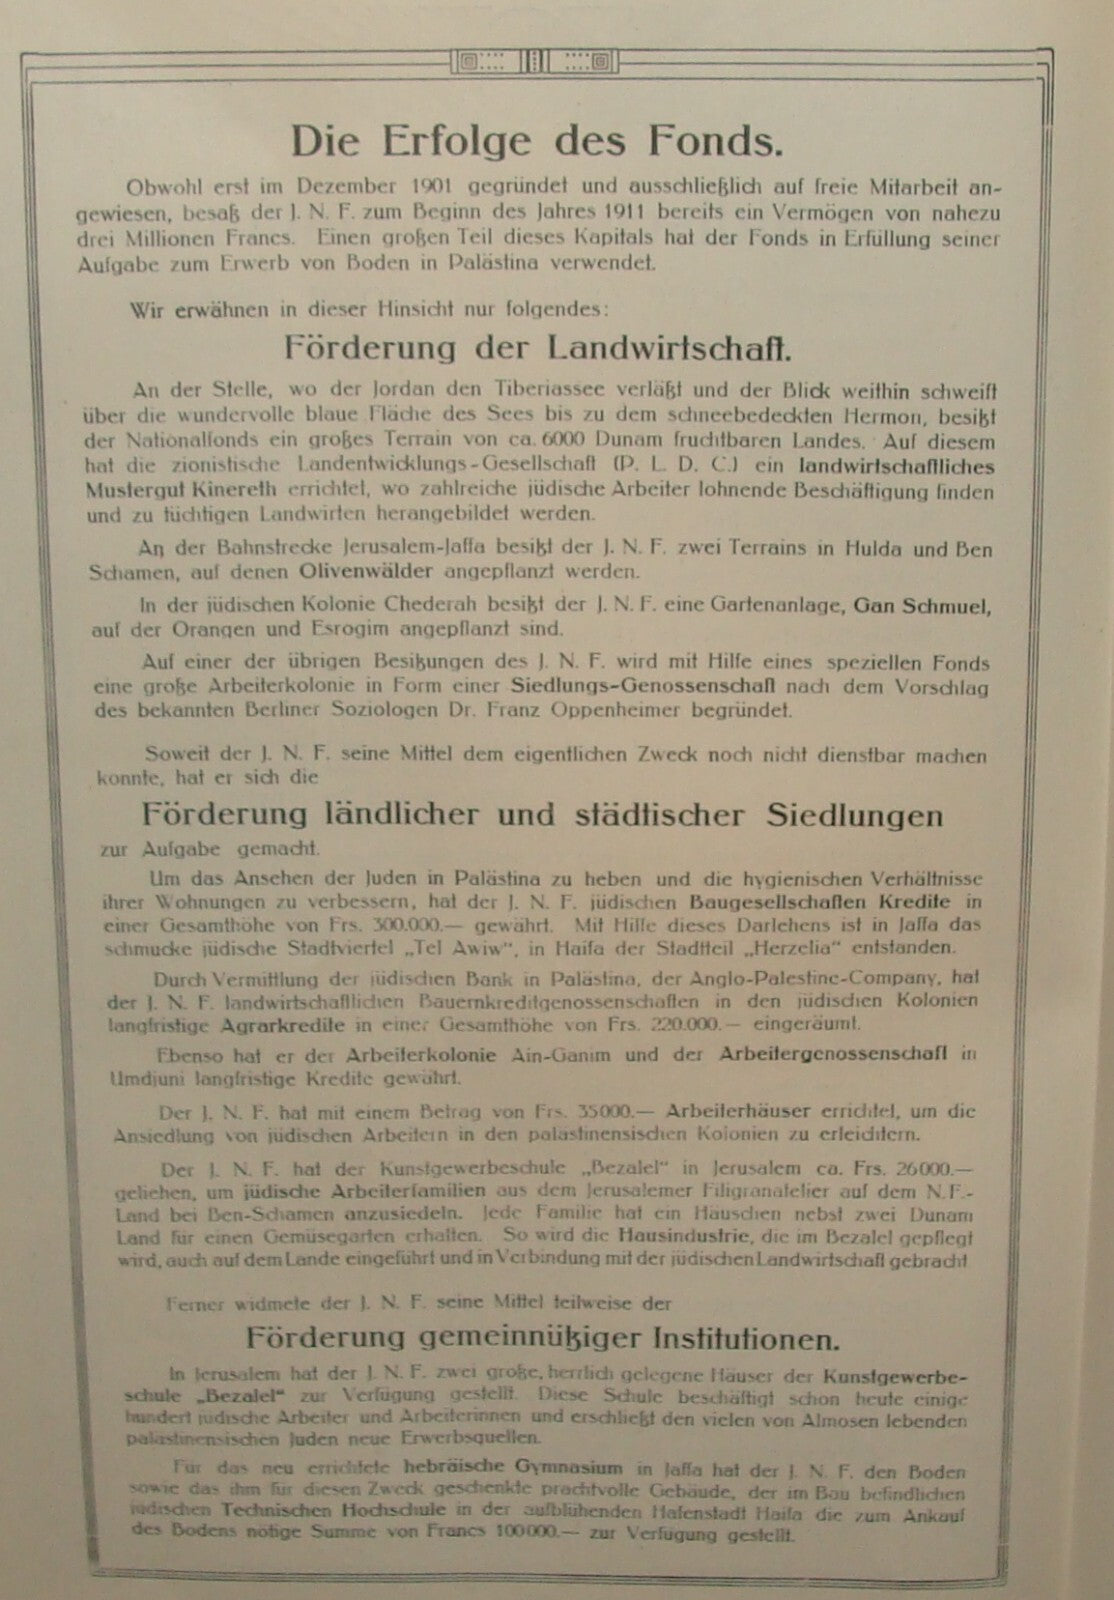 Die Erfolge des Fonds.
Obwohl erst im Dezember 1901 gegründet und ausschließlich auf freie Mitarbeit an-
gewiesen, besaß der J. N. F. zum Beginn des Jahres 1911 bereits ein Vermögen von nahezu
drei Millionen Francs. Einen großen Teil dieses Kapitals hat der Fonds in Erfüllung seiner
Aufgabe zum Erwerb von Boden in Palästina verwendet.
Wir erwähnen in dieser Hinsicht nur folgendes:
Förderung der Landwirtschaft.
An der Stelle, wo der Jordan den Tiberiassee verläßt und der Blick weithin schweift
über die wundervolle blaue Fläche des Sees bis zu dem schneebedeckten Hermon, besitzt
der Nationalfonds ein großes Terrain von ca. 6000 Dunam fruchtbaren Landes. Auf diesem
hat die zionistische Landentwicklungs-Gesellschaft (P. L. D. C.) ein landwirtschaftliches
Mustergut Kinereth errichtet, wo zahlreiche jüdische Arbeiter lohnende Beschäftigung finden
und zu tüchtigen Landwirten herangebildet werden.
An der Bahnstrecke Jerusalem-Jaffa besitzt der J. N. F. zwei Terrains in Hulda und Ben
Schamen, auf denen Olivenwälder angepflanzt werden.
In der jüdischen Kolonie Chederah besitzt der J. N. F. eine Gartenanlage, Gan Schmuel,
auf der Orangen und Esrogim angepflanzt sind.
Auf einer der übrigen Besitzungen des J. N. F. wird mit Hilfe eines speziellen Fonds
eine große Arbeiterkolonie in Form einer Siedlungs-Genossenschaft nach dem Vorschlag
des bekannten Berliner Soziologen Dr. Franz Oppenheimer begründet.
Soweit der J. N. F. seine Mittel dem eigentlichen Zweck noch nicht dienstbar machen
konnte, hat er sich die
Förderung ländlicher und städtischer Siedlungen
zur Aufgabe gemacht.
Um das Ansehen der Juden in Palästina zu heben und die hygienischen Verhältnisse
ihrer Wohnungen zu verbessern, hat der J. N. F. jüdischen Baugesellschaften Kredite in
einer Gesamthöhe von Frs. 300.000.— gewährt. Mit Hilfe dieses Darlehens ist in Jaffa das
schmucke jüdische Stadtviertel „Tel Awiw“, in Haifa der Stadtteil „Herzelia“ entstanden.
Durch Vermittlung der jüdischen Bank in Palästina, der Anglo-Palestine-Company, hat
der J. N. F. landwirtschaftlichen Bauernkreditgenossenschaften in den jüdischen Kolonien
langfristige Agrarkredite in einer Gesamthöhe von Frs. 220.000.— eingeräumt.
Ebenso hat er der Arbeiterkolonie Ain-Ganim und der Arbeitergenossenschaft in
Umdjuni langfristige Kredite gewährt.
Der J. N. F. hat mit einem Betrag von Frs. 35000.— Arbeiterhäuser errichtet, um die
Ansiedlung von jüdischen Arbeitern in den palästinensischen Kolonien zu erleichtern.
Der J. N. F. hat der Kunstgewerbeschule „Bezalel“ in Jerusalem ca. Frs. 26000.—
geliehen, um jüdische Arbeiterfamilien aus dem Jerusalemer Filigranatelier auf dem N.F.-
Land bei Ben-Schamen anzusiedeln. Jede Familie hat ein Häuschen nebst zwei Dunam
Land für einen Gemüsegarten erhalten. So wird die Hausindustrie, die im Bezalel gepflegt
wird, auch auf dem Lande eingeführt und in Verbindung mit der jüdischen Landwirtschaft gebracht
Ferner widmete der J. N. F. seine Mittel teilweise der
Förderung gemeinnütziger Institutionen.
In Jerusalem hat der J. N. F. zwei große, herrlich gelegene Häuser der Kunstgewerbe-
schule „Bezalel“ zur Verfügung gestellt. Diese Schule beschäftigt schon heute einige
hundert jüdische Arbeiter und Arbeiterinnen und erschließt den vielen von Almosen lebenden
palästinensischen Juden neue Erwerbsquellen.
Für das neu errichtete hebräische Gymnasium in Jaffa hat der J. N. F. den Boden
sowie das ihm für diesen Zweck geschenkte prachtvolle Gebäude, der im Bau befindlichen
jüdischen Technischen Hochschule in der aufblühenden Hafenstadt Haifa die zum Ankauf
des Bodens nötige Summe von Francs 100000.— zur Verfügung gestellt.